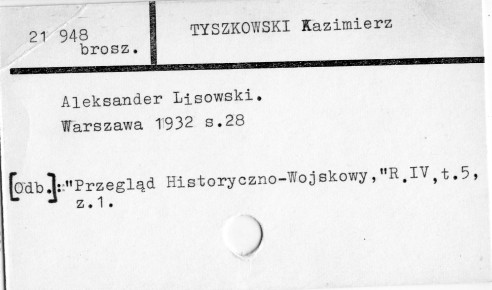 21 948
brosz.
TYSZKOWSKI Kazimierz
Aleksander Lisowski.
Warszawa 1932 s.28
[Odb.]:"Przegląd Historyczno-Wojskowy,"R.IV,t.5,
z.1.